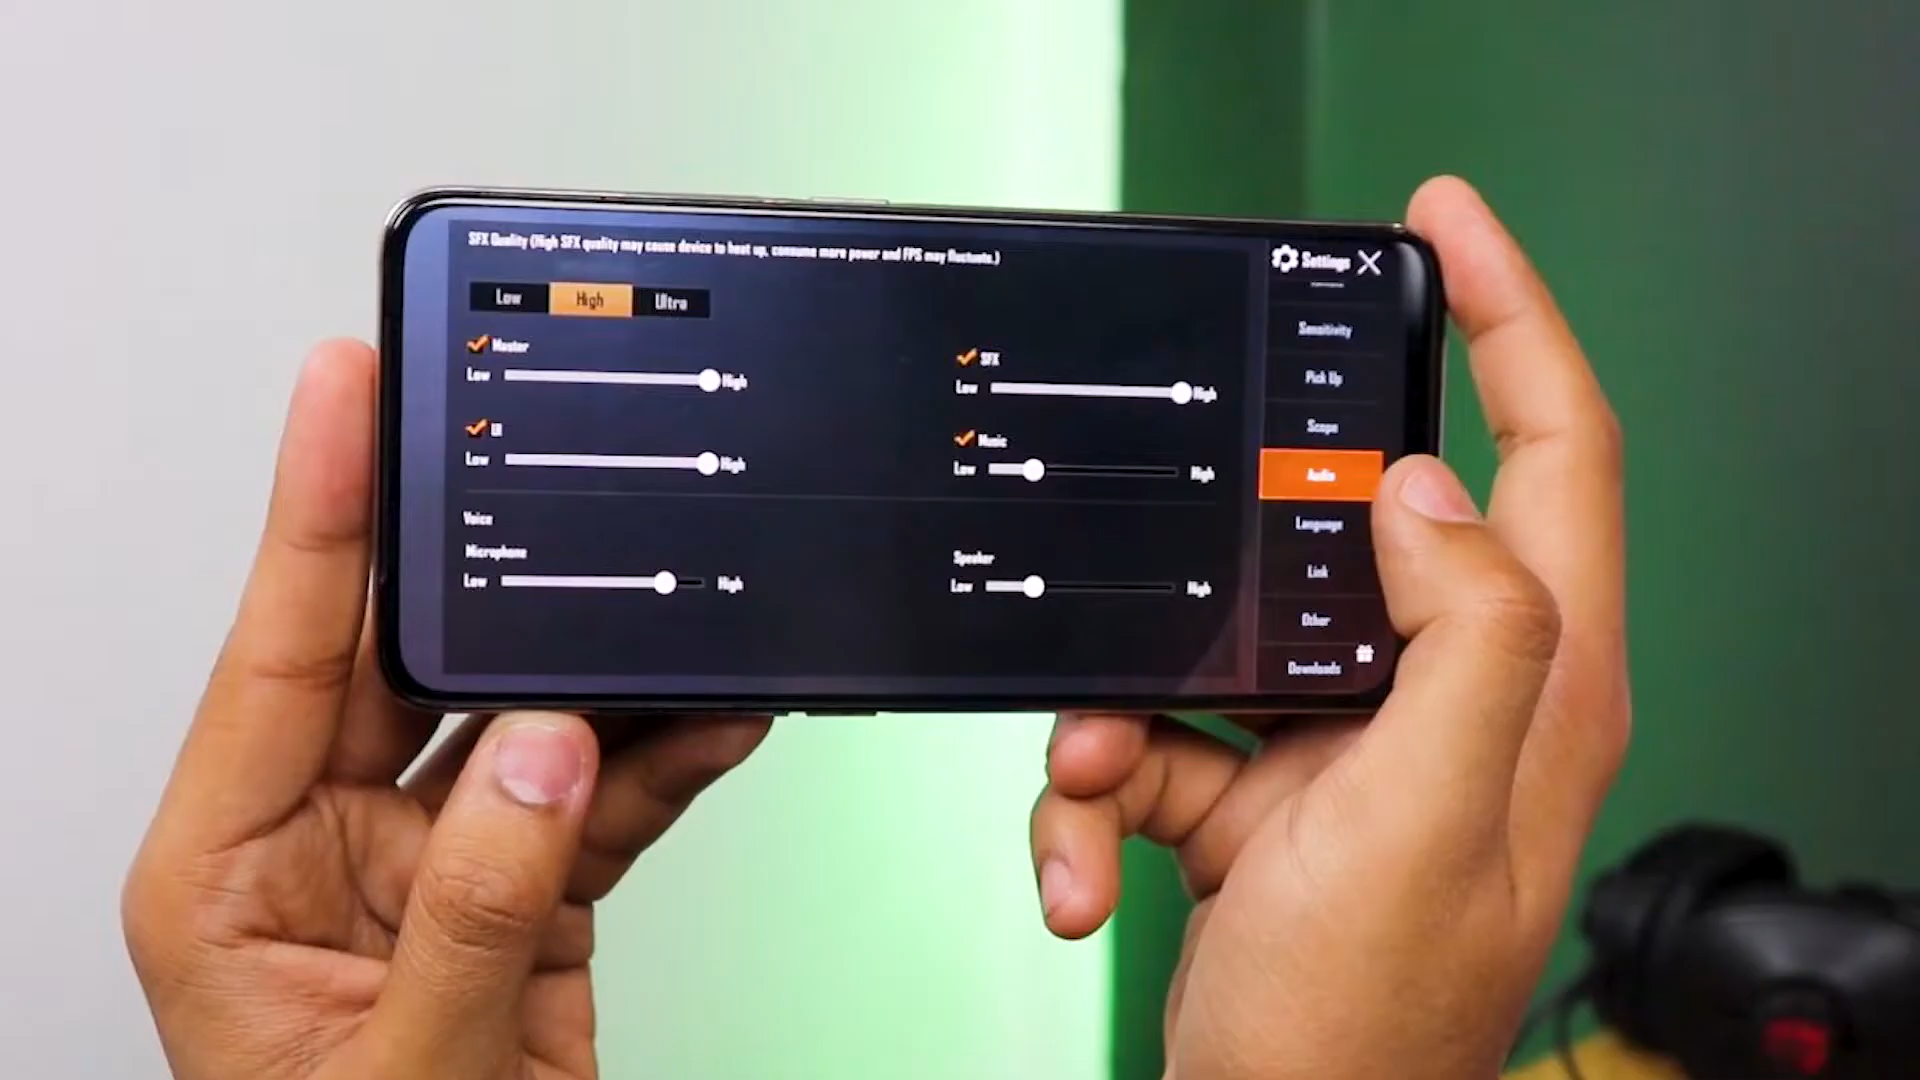 SFX Quality (High SFX quality may cause device to heat up, consume more power and FPS may fluctuate.)
Low High Ultra
Master
Low High
SFX
Low High
UI
Low High
Music
Low High
Voice
Microphone
Low High
Speaker
Low High
Settings
Sensitivity
Pick Up
Scope
Audio
Language
Link
Other
Downloads